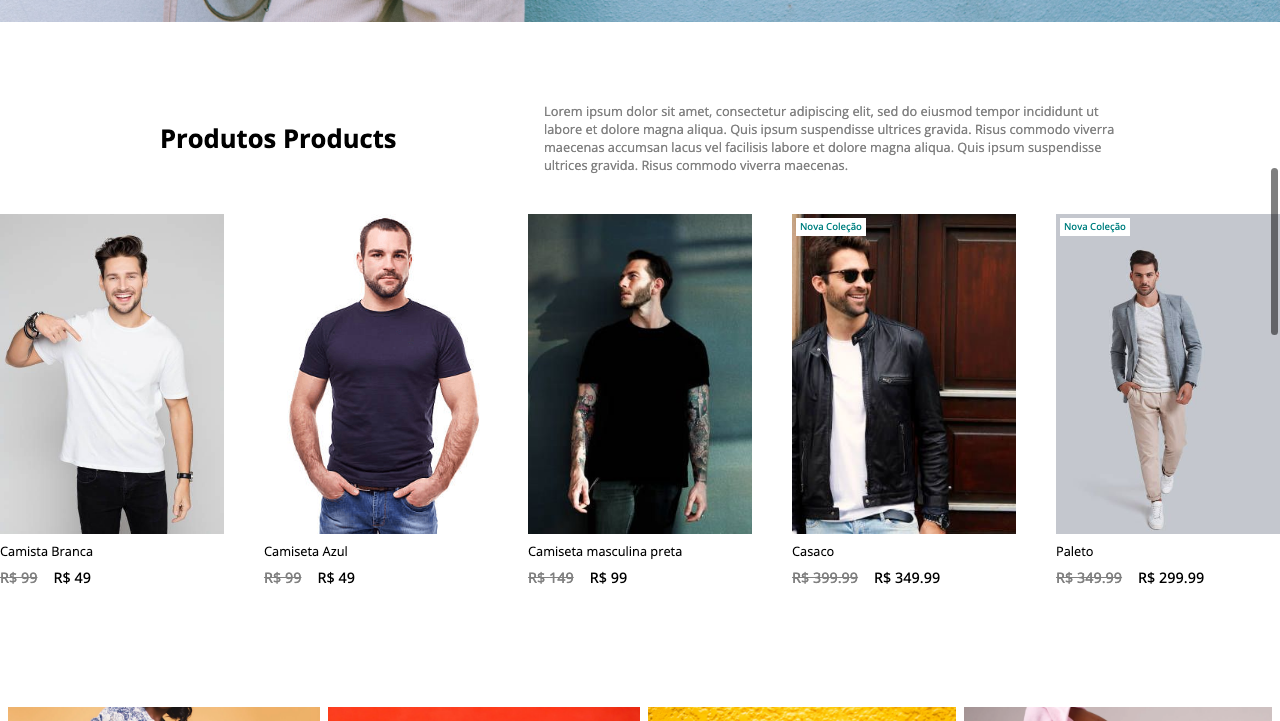 Produtos Products
Lorem ipsum dolor sit amet, consectetur adipiscing elit, sed do eiusmod tempor incididunt ut
labore et dolore magna aliqua. Quis ipsum suspendisse ultrices gravida. Risus commodo viverra
maecenas accumsan lacus vel facilisis labore et dolore magna aliqua. Quis ipsum suspendisse
ultrices gravida. Risus commodo viverra maecenas.
Nova Coleção
Nova Coleção
Camista Branca
R$ 99 R$ 49
Camiseta Azul
R$ 99 R$ 49
Camiseta masculina preta
R$ 149 R$ 99
Casaco
R$ 399.99 R$ 349.99
Paleto
R$ 349.99 R$ 299.99